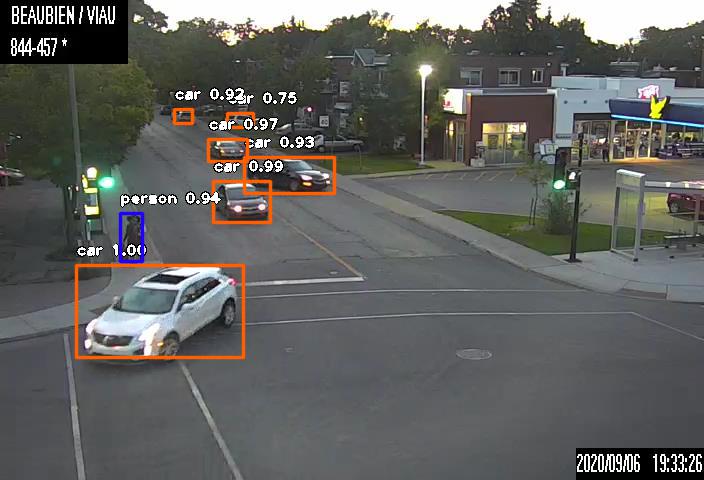 BEAUBIEN / VIAU
844-457 *
car 0.92
car 0.75
car 0.97
car 0.93
car 0.99
person 0.94
car 1.00
2020/09/06 19:33:26